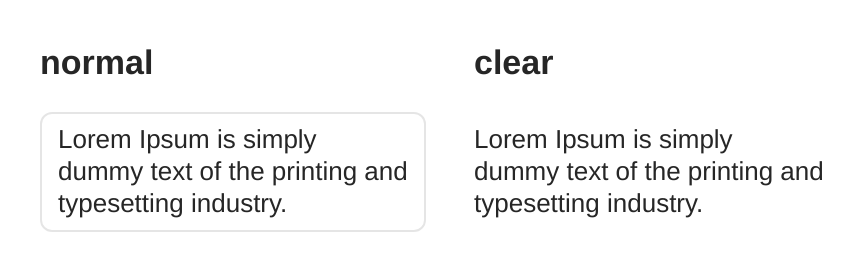 normal
Lorem Ipsum is simply
dummy text of the printing and
typesetting industry.
clear
Lorem Ipsum is simply
dummy text of the printing and
typesetting industry.